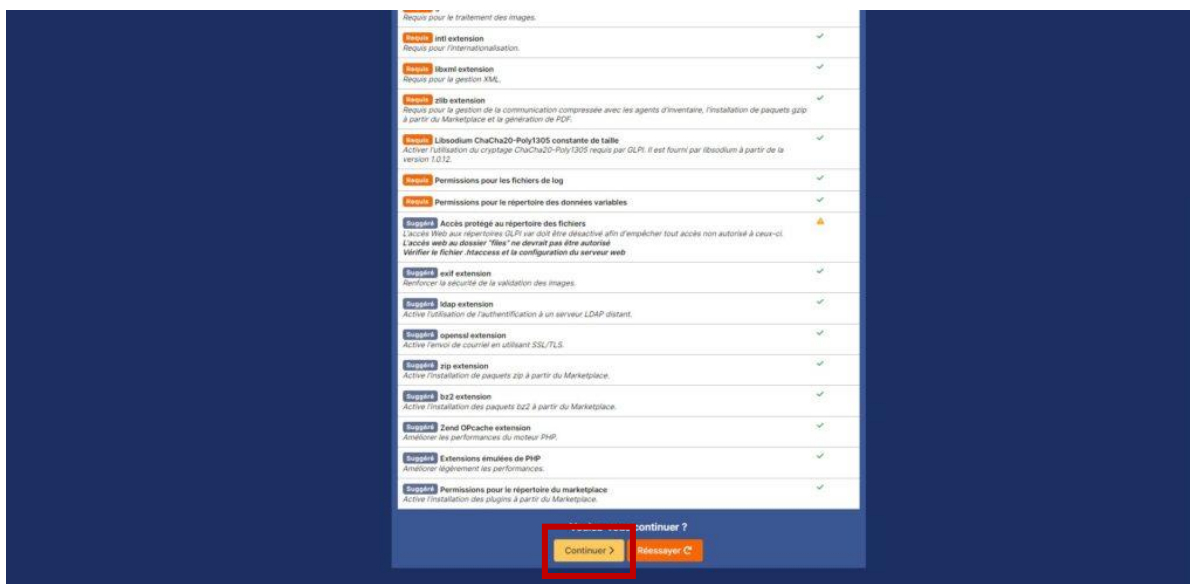 Requis pour le traitement des images.
Requis intl extension
Requis pour l'internationalisation.
Requis libxml extension
Requis pour la gestion XML.
Requis zlib extension
Requis pour la gestion de la communication compressée avec les agents d'inventaire, l'installation de paquets gzip
à partir du Marketplace et la génération de PDF.
Requis Libsodium ChaCha20-Poly1305 constante de taille
Activer l'utilisation du cryptage ChaCha20-Poly1305 requis par GLPI. Il est fourni par libsodium à partir de la
version 1.0.12.
Requis Permissions pour les fichiers de log
Requis Permissions pour le répertoire des données variables
Suggéré Accès protégé au répertoire des fichiers
L'accès Web aux répertoires GLPI var doit être désactivé afin d'empêcher tout accès non autorisé à ceux-ci.
L'accès web au dossier "files" ne devrait pas être autorisé
Vérifier le fichier .htaccess et la configuration du serveur web
Suggéré exif extension
Renforcer la sécurité de la validation des images.
Suggéré ldap extension
Active l'utilisation de l'authentification à un serveur LDAP distant.
Suggéré openssl extension
Active l'envoi de courriel en utilisant SSL/TLS.
Suggéré zip extension
Active l'installation de paquets zip à partir du Marketplace.
Suggéré bz2 extension
Active l'installation des paquets bz2 à partir du Marketplace.
Suggéré Zend OPcache extension
Améliorer les performances du moteur PHP.
Suggéré Extensions émulées de PHP
Améliorer légèrement les performances.
Suggéré Permissions pour le répertoire du marketplace
Active l'installation des plugins à partir du Marketplace.
continuer ?
Continuer
Réessayer